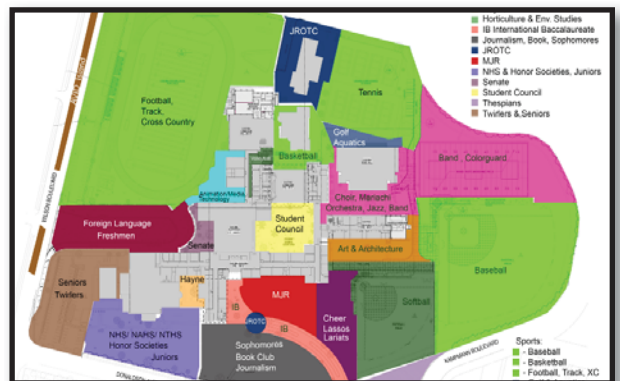 Horticulture & Env. Studies
IB International Baccalaureate
Journalism, Book, Sophomores
JROTC
MJR
NHS & Honor Societies, Juniors
Senate
Student Council
Thespians
Twirlers & Seniors
JROTC
Football,
Track,
Cross Country
Tennis
Golf
Aquatics
Basketball
Band , Colorguard
Animation/Media
Technology
Choir, Mariachi
Orchestra, Jazz, Band
Foreign Language
Freshmen
Senate
Student
Council
Art & Architecture
Baseball
Seniors
Twirlers
Hayne
IB
MJR
JROTC
IB
Cheer
Lassos
Lariats
Softball
NHS/ NAHS/ NTHS
Honor Societies
Juniors
Sophomores
Book Club
Journalism
Sports:
- Baseball
- Basketball
- Football, Track, XC